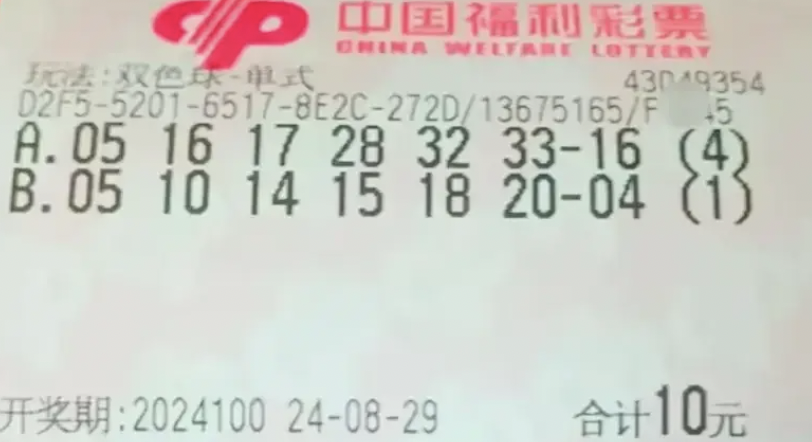 中国福利彩票
CHINA WELFARE LOTTERY
玩法:双色球-单式 43049354
D2F5-5201-6517-8E2C-272D/13675165/F 45
A.05 16 17 28 32 33-16 (4)
B.05 10 14 15 18 20-04 (1)
开奖期:2024100 24-08-29 合计10元